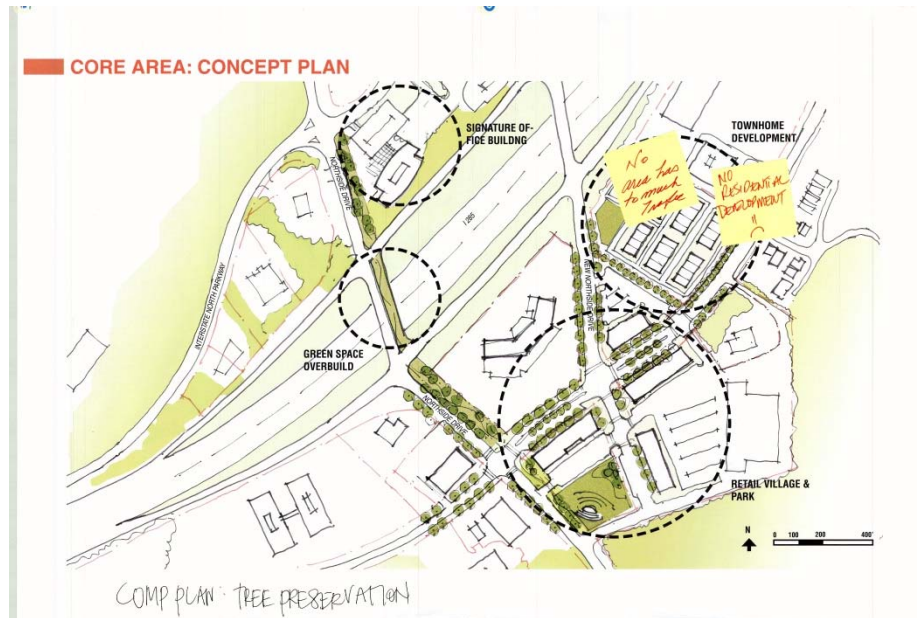 CORE AREA: CONCEPT PLAN
SIGNATURE OF-
FICE BUILDNG
TOWNHOME
DEVELOPMENT
No
area has
to much
Traffic
NO
RESIDENTIAL
DEVELOPMENT
!!
NORTHSIDE DRIVE
I 285
INTERSTATE NORTH PARKWAY
NEW NORTHSIDE DRIVE
GREEN SPACE
OVERBUILD
NORTHSIDE DRIVE
RETAIL VILLAGE &
PARK
N
0 100 200 400'
COMP PLAN: TREE PRESERVATION